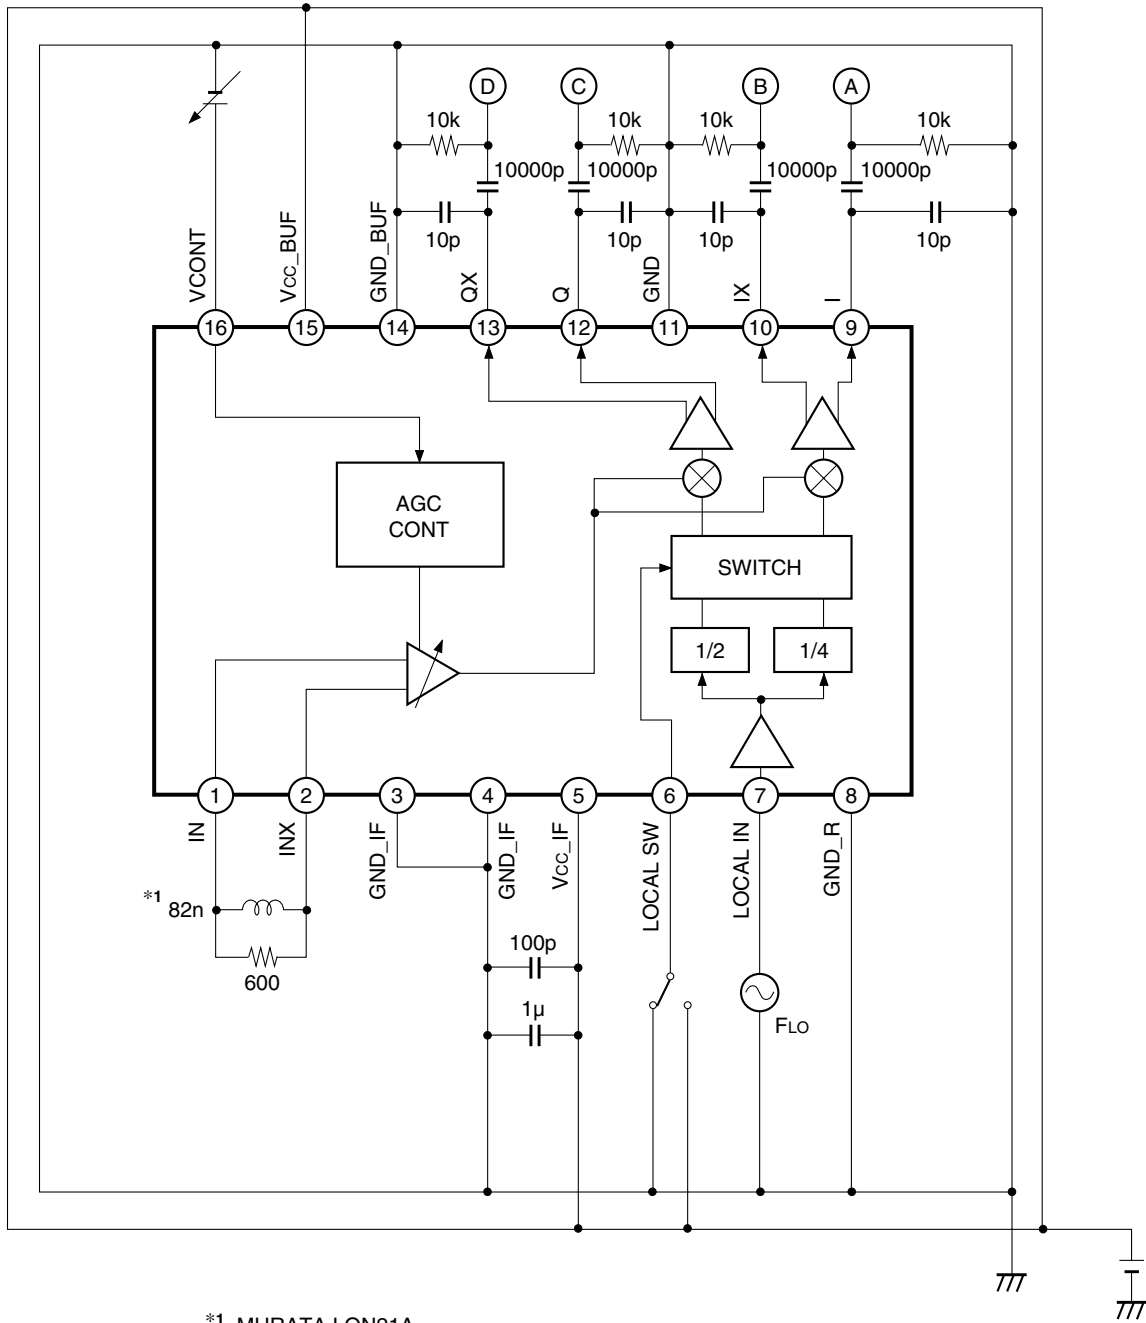 D C B A
10k 10k 10k 10k
10000p 10000p 10000p 10000p
10p 10p 10p 10p
VCONT
VCC_BUF
GND_BUF
QX
Q
GND
IX
I
16 15 14 13 12 11 10 9
AGC
CONT
SWITCH
1/2 1/4
1 2 3 4 5 6 7 8
IN
INX
GND_IF
GND_IF
VCC_IF
LOCAL SW
LOCAL IN
GND_R
*1 82n
600
100p
1µ
FLO